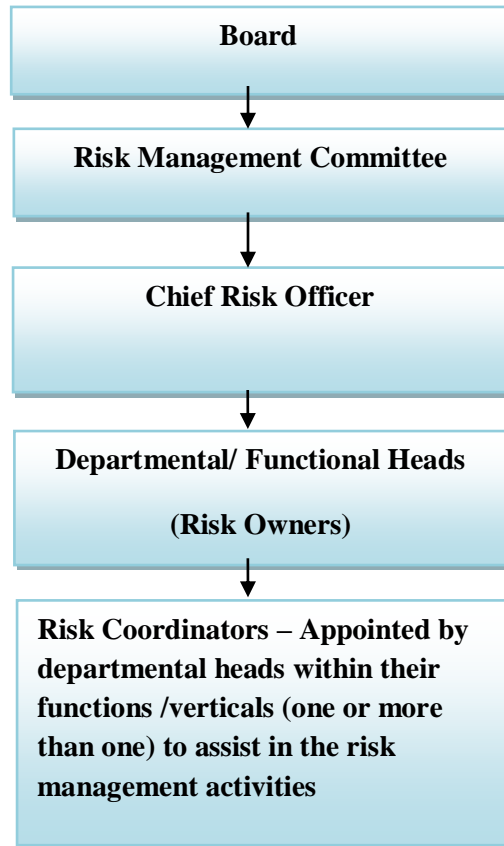 Board
Risk Management Committee
Chief Risk Officer
Departmental/ Functional Heads
(Risk Owners)
Risk Coordinators – Appointed by
departmental heads within their
functions /verticals (one or more
than one) to assist in the risk
management activities